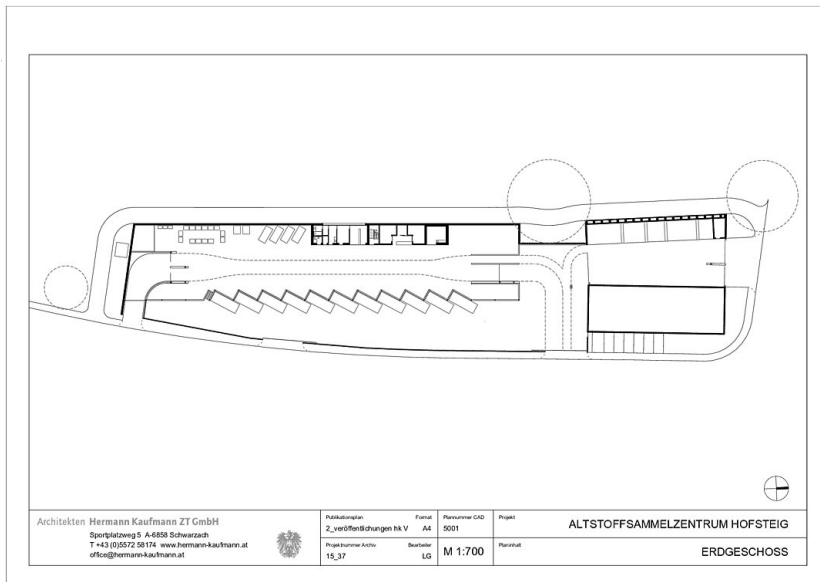 Architekten Hermann Kaufmann ZT GmbH
Sportplatzweg 5 A-6858 Schwarzach
T +43 (0)5572 58174 www.hermann-kaufmann.at
office@hermann-kaufmann.at
Publikationsplan Format
2_veröffentlichungen hk V A4
Projektnummer Archiv Bearbeiter
15_37 LG
Plannummer CAD
5001
M 1:700
Projekt
ALTSTOFFSAMMELZENTRUM HOFSTEIG
Planinhalt
ERDGESCHOSS